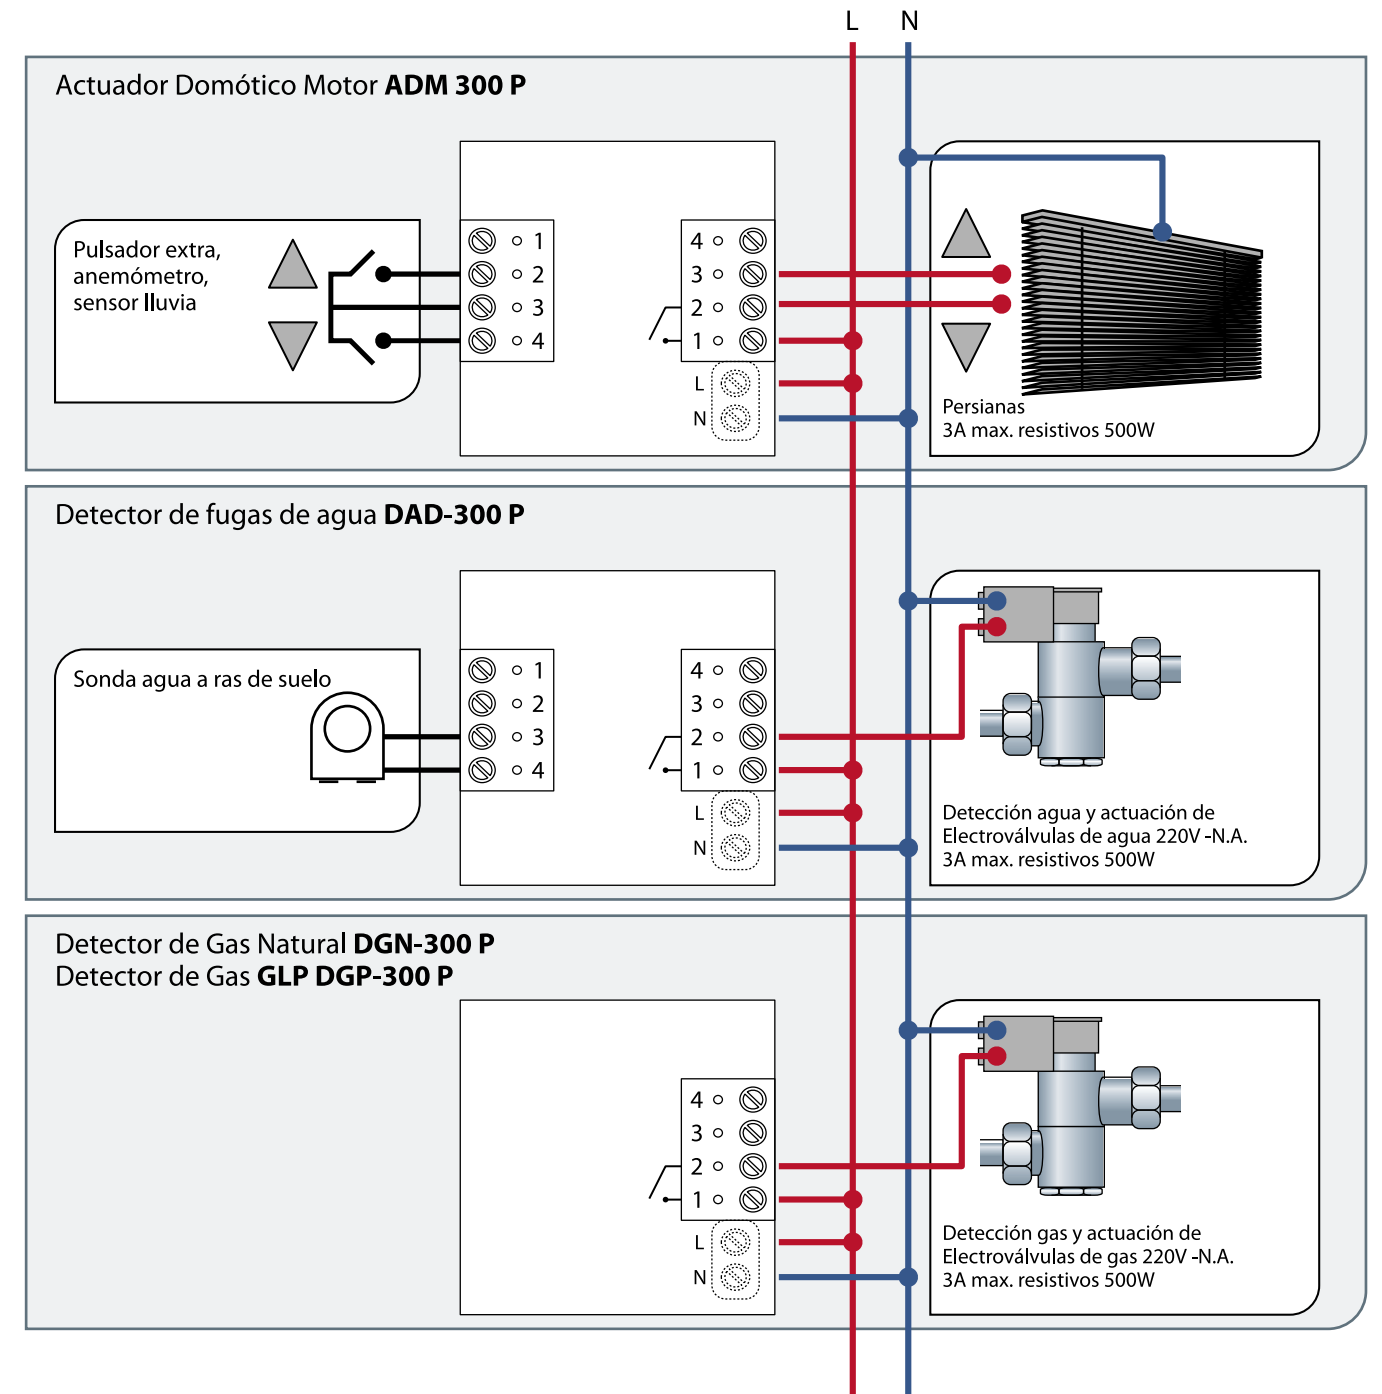 L N
Actuador Domótico Motor ADM 300 P
Pulsador extra,
anemómetro,
sensor lluvia
1
2
3
4
4
3
2
1
L
N
Persianas
3A max. resistivos 500W
Detector de fugas de agua DAD-300 P
Sonda agua a ras de suelo
1
2
3
4
4
3
2
1
L
N
Detección agua y actuación de
Electroválvulas de agua 220V -N.A.
3A max. resistivos 500W
Detector de Gas Natural DGN-300 P
Detector de Gas GLP DGP-300 P
4
3
2
1
L
N
Detección gas y actuación de
Electroválvulas de gas 220V -N.A.
3A max. resistivos 500W